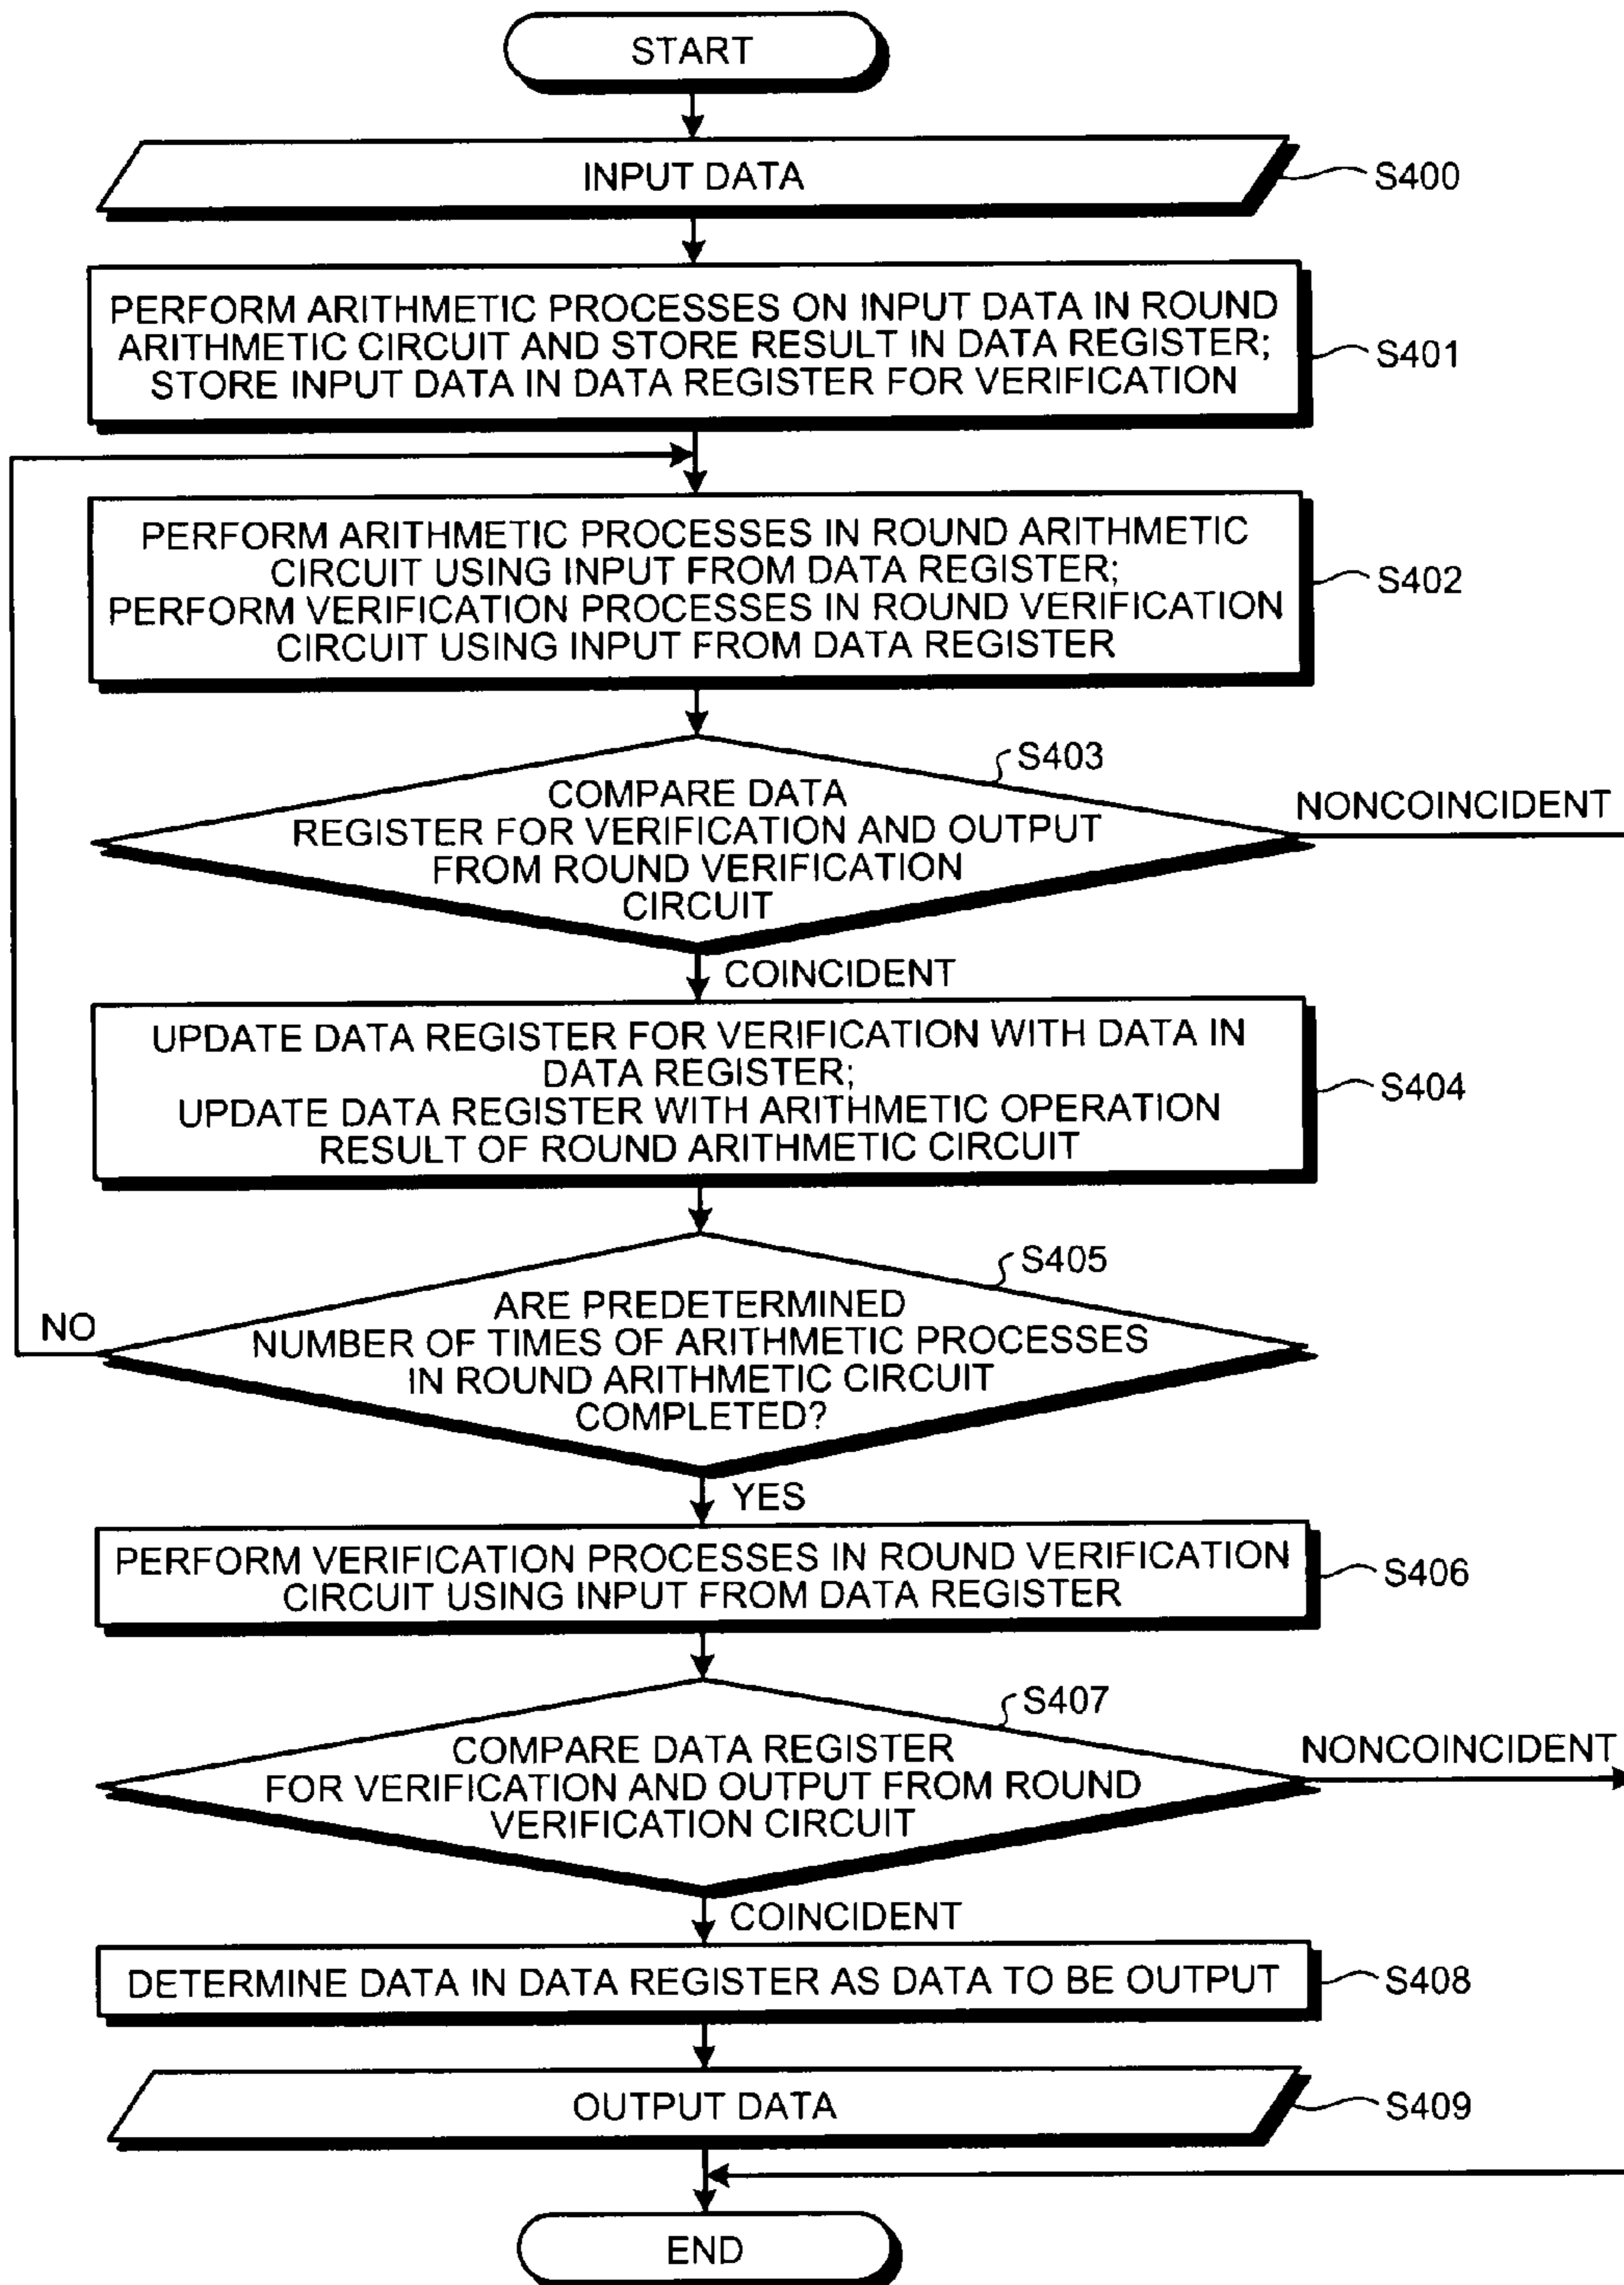 START
INPUT DATA
S400
PERFORM ARITHMETIC PROCESSES ON INPUT DATA IN ROUND
ARITHMETIC CIRCUIT AND STORE RESULT IN DATA REGISTER;
STORE INPUT DATA IN DATA REGISTER FOR VERIFICATION
S401
PERFORM ARITHMETIC PROCESSES IN ROUND ARITHMETIC
CIRCUIT USING INPUT FROM DATA REGISTER;
PERFORM VERIFICATION PROCESSES IN ROUND VERIFICATION
CIRCUIT USING INPUT FROM DATA REGISTER
S402
S403
COMPARE DATA
REGISTER FOR VERIFICATION AND OUTPUT
FROM ROUND VERIFICATION
CIRCUIT
NONCOINCIDENT
COINCIDENT
UPDATE DATA REGISTER FOR VERIFICATION WITH DATA IN
DATA REGISTER;
UPDATE DATA REGISTER WITH ARITHMETIC OPERATION
RESULT OF ROUND ARITHMETIC CIRCUIT
S404
S405
ARE PREDETERMINED
NUMBER OF TIMES OF ARITHMETIC PROCESSES
IN ROUND ARITHMETIC CIRCUIT
COMPLETED?
NO
YES
PERFORM VERIFICATION PROCESSES IN ROUND VERIFICATION
CIRCUIT USING INPUT FROM DATA REGISTER
S406
S407
COMPARE DATA REGISTER
FOR VERIFICATION AND OUTPUT FROM ROUND
VERIFICATION CIRCUIT
NONCOINCIDENT
COINCIDENT
DETERMINE DATA IN DATA REGISTER AS DATA TO BE OUTPUT
S408
OUTPUT DATA
S409
END